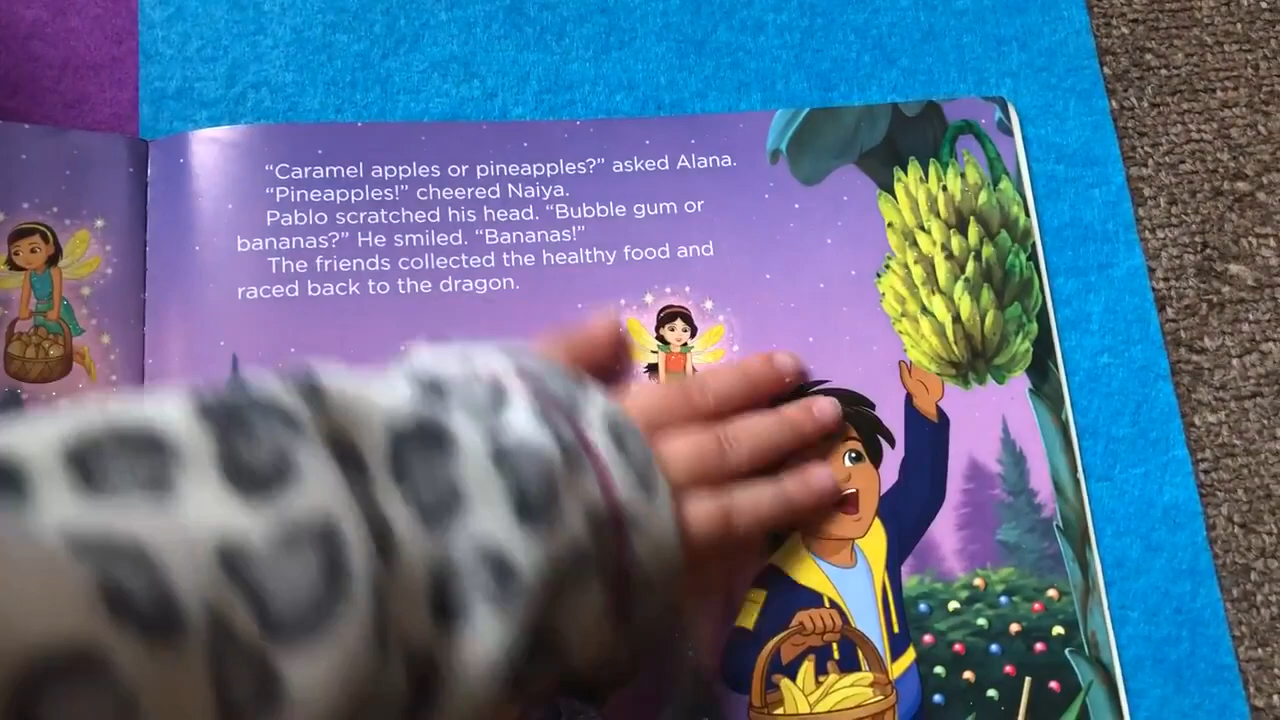 “Caramel apples or pineapples?” asked Alana.
“Pineapples!” cheered Naiya.
Pablo scratched his head. “Bubble gum or
bananas?” He smiled. “Bananas!”
The friends collected the healthy food and
raced back to the dragon.